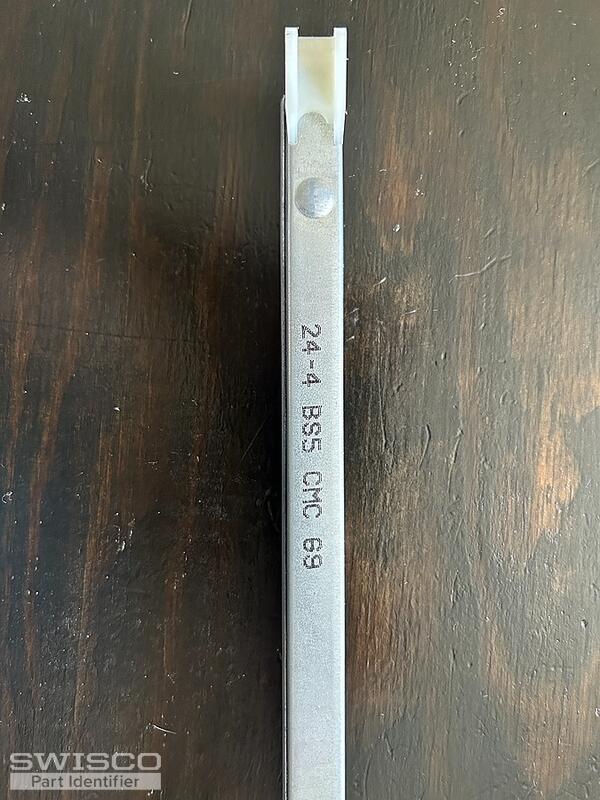 24-4 BS5 CMC 69
SWISCO
Part Identifier